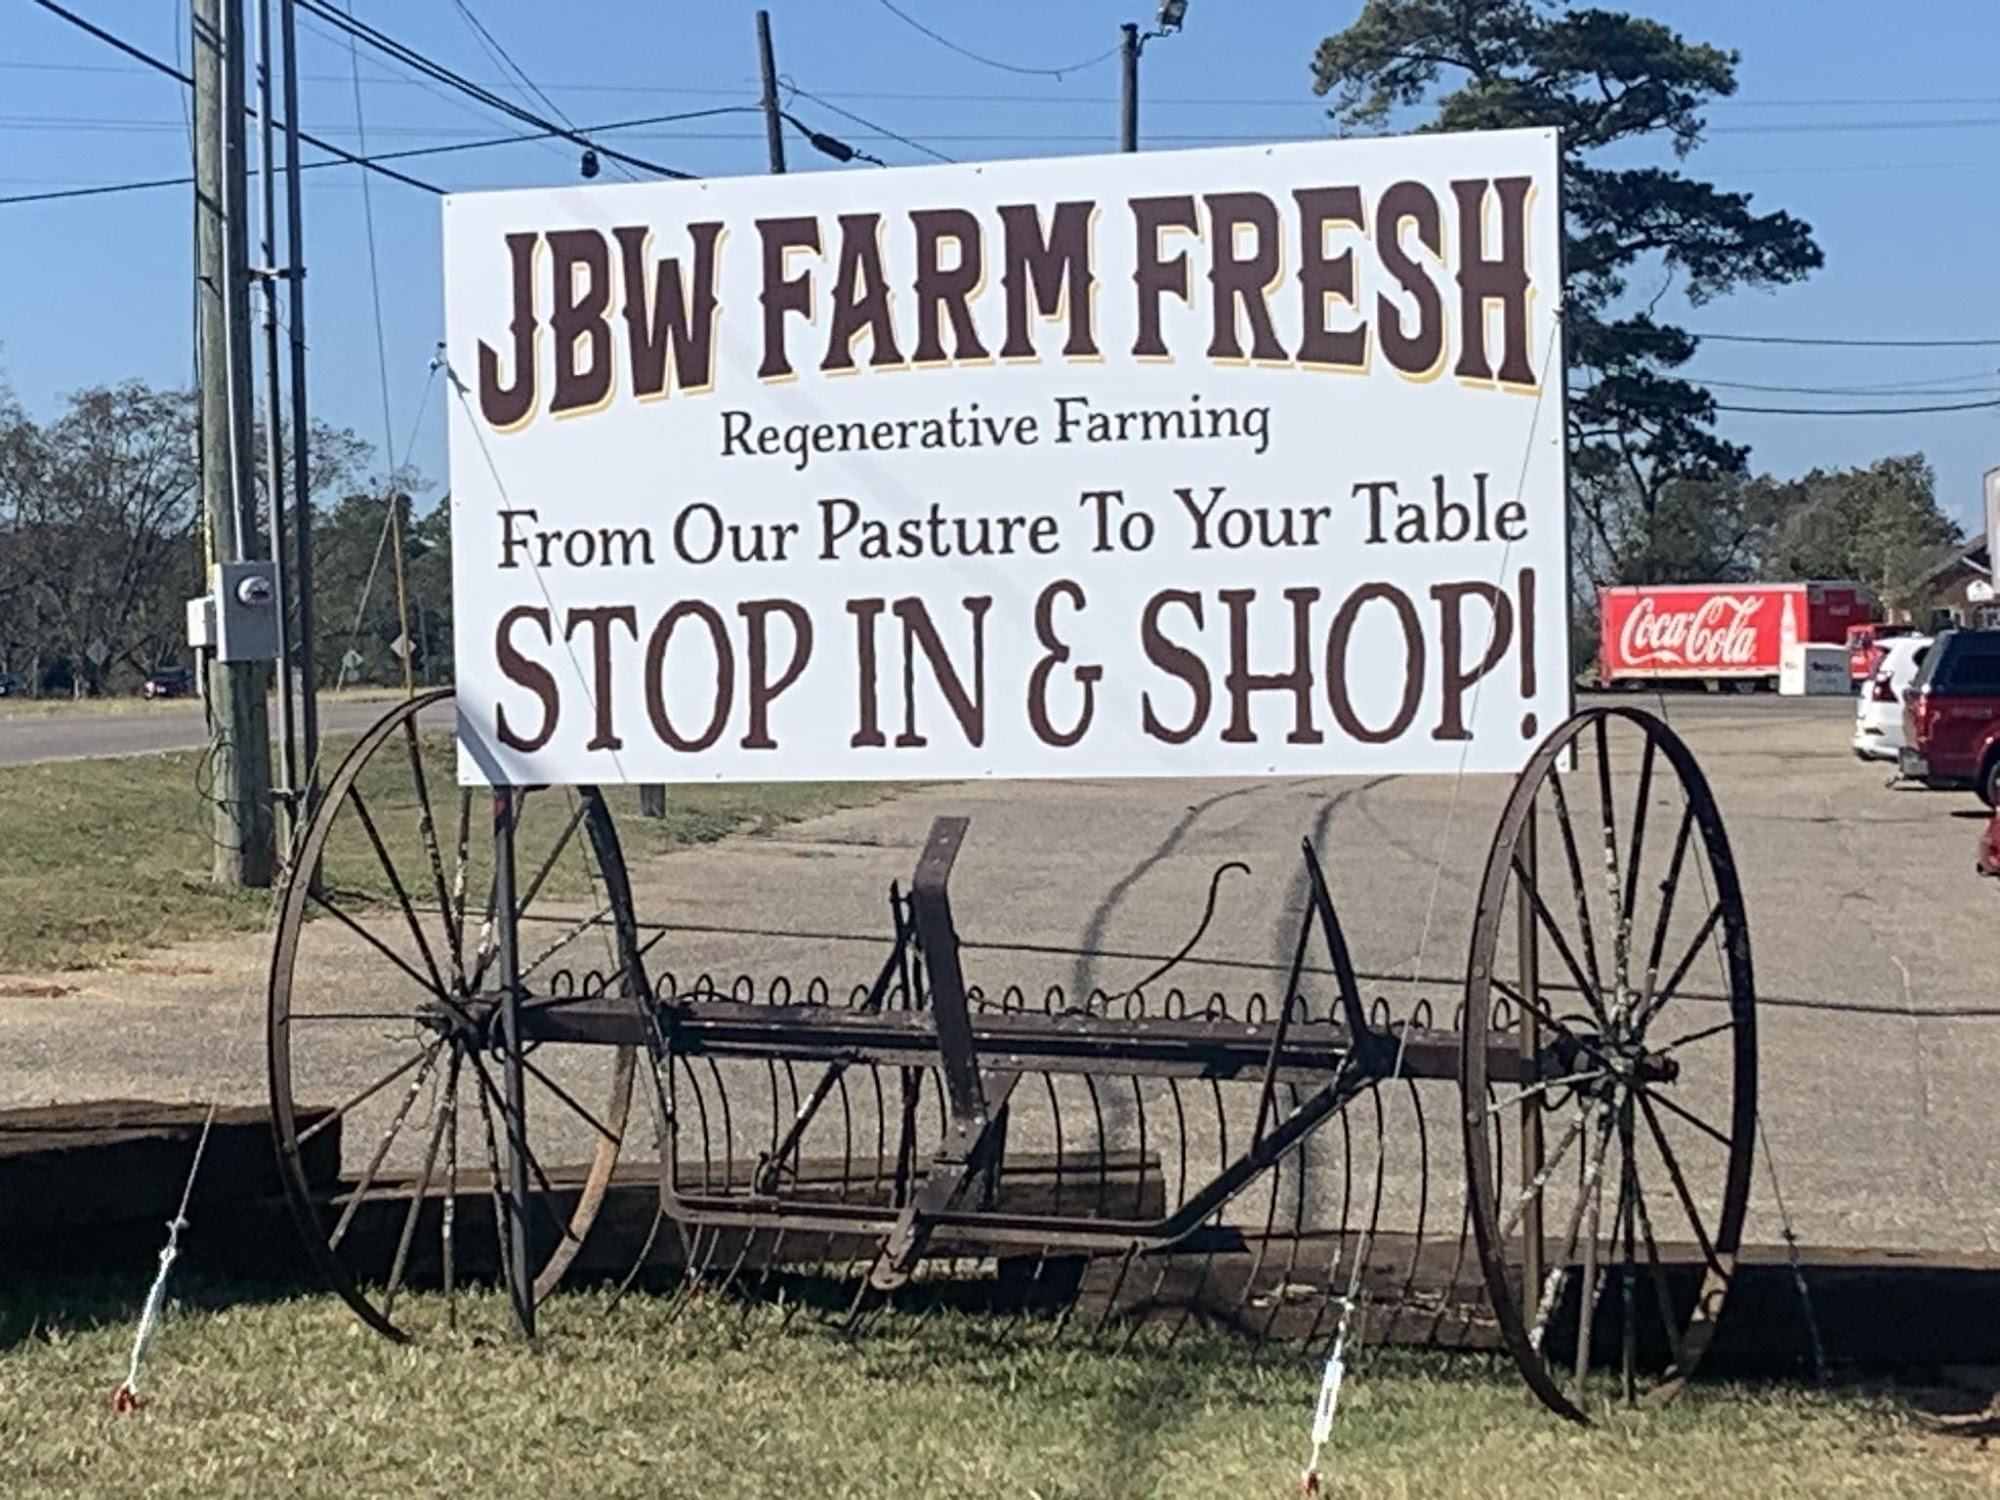 JBW FARM FRESH
Regenerative Farming
From Our Pasture To Your Table
STOP IN & SHOP!
Coca-Cola